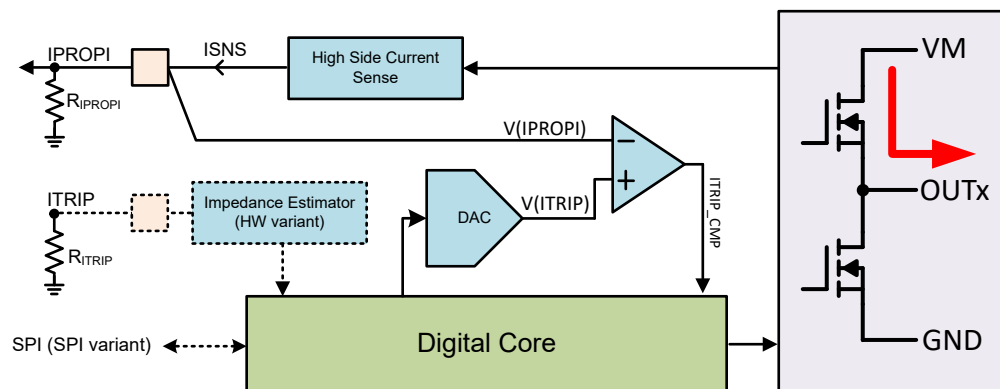 IPROPI
ISNS
High Side Current
Sense
VM
RIPROPI
V(IPROPI)
−
+
ITRIP
Impedance Estimator
(HW variant)
DAC
V(ITRIP)
ITRIP_CMP
OUTx
RITRIP
SPI (SPI variant)
Digital Core
GND